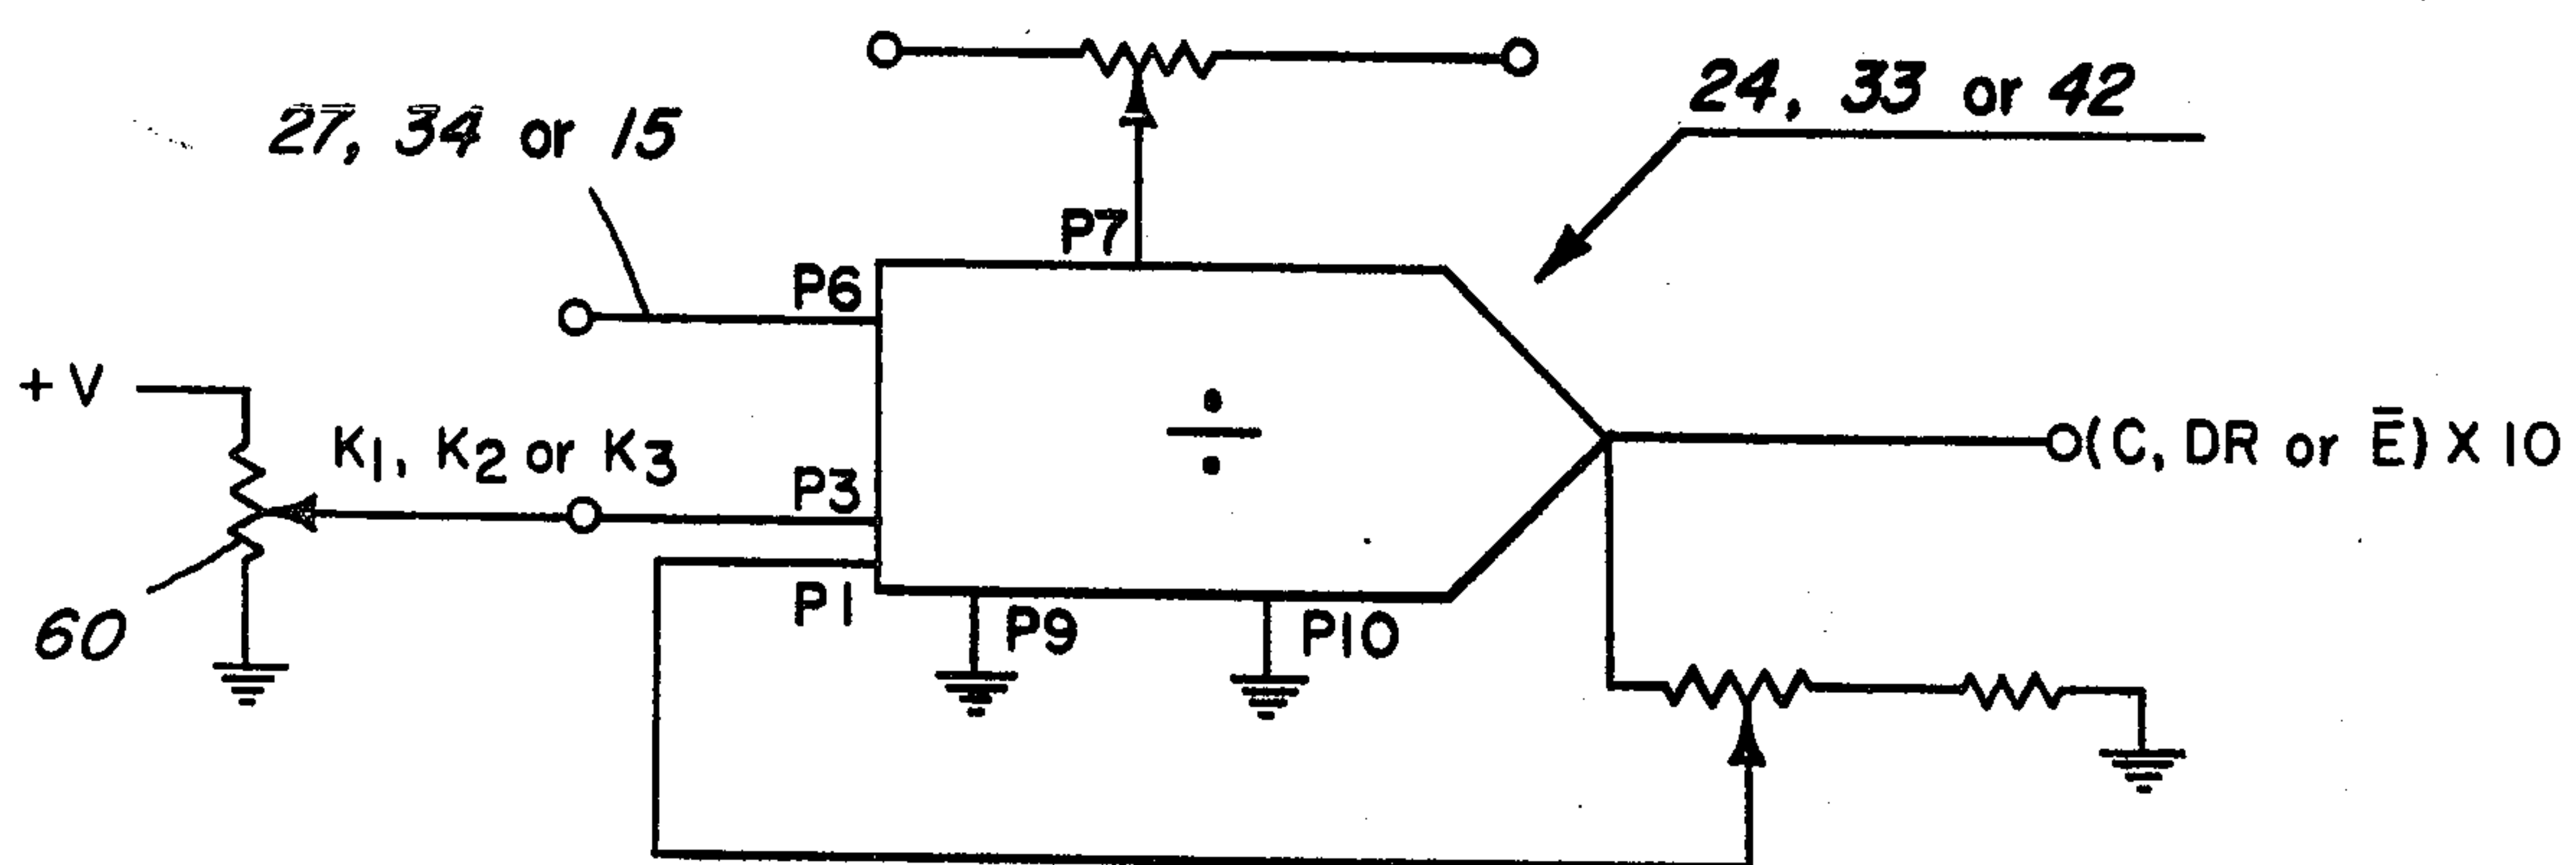 27, 34 or 15
24, 33 or 42
P7
P6
+ V
K1, K2 or K3
P3
÷
(C, DR or Ē) X 10
P1
P9
P10
60